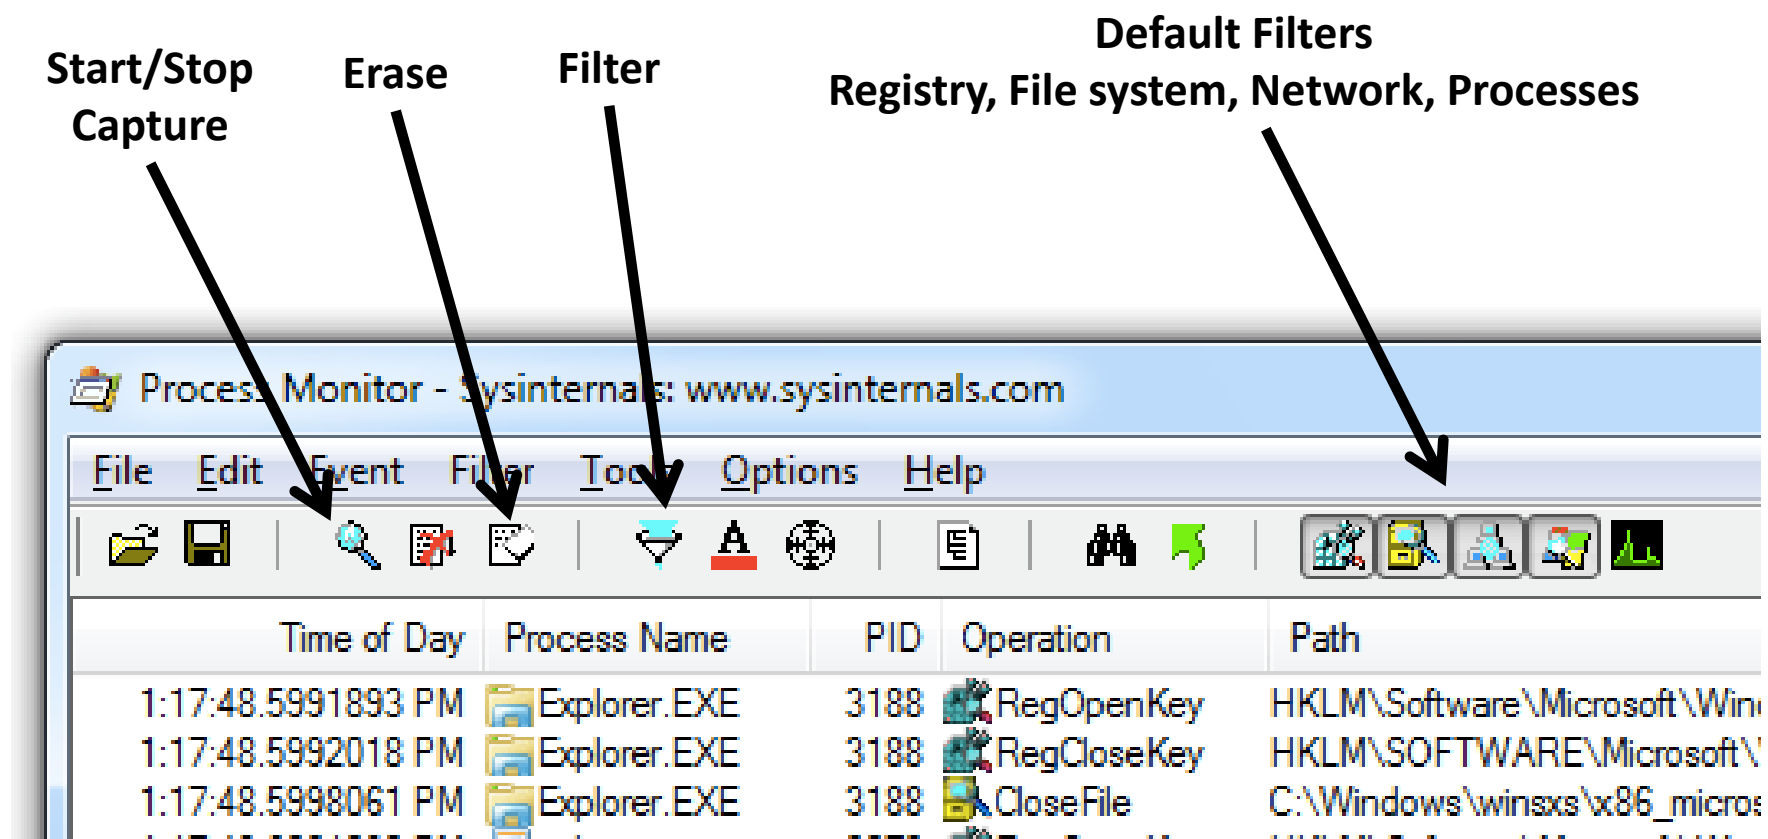 Default Filters
Start/Stop Erase Filter Registry, File system, Network, Processes
Capture
Process Monitor - Sysinternals: www.sysinternals.com
File Edit Event Filter Tools Options Help
Time of Day Process Name PID Operation Path
1:17:48.5991893 PM Explorer.EXE 3188 RegOpenKey HKLM\Software\Microsoft\Win
1:17:48.5992018 PM Explorer.EXE 3188 RegCloseKey HKLM\SOFTWARE\Microsoft\
1:17:48.5998061 PM Explorer.EXE 3188 CloseFile C:\Windows\winsxs\x86_micros